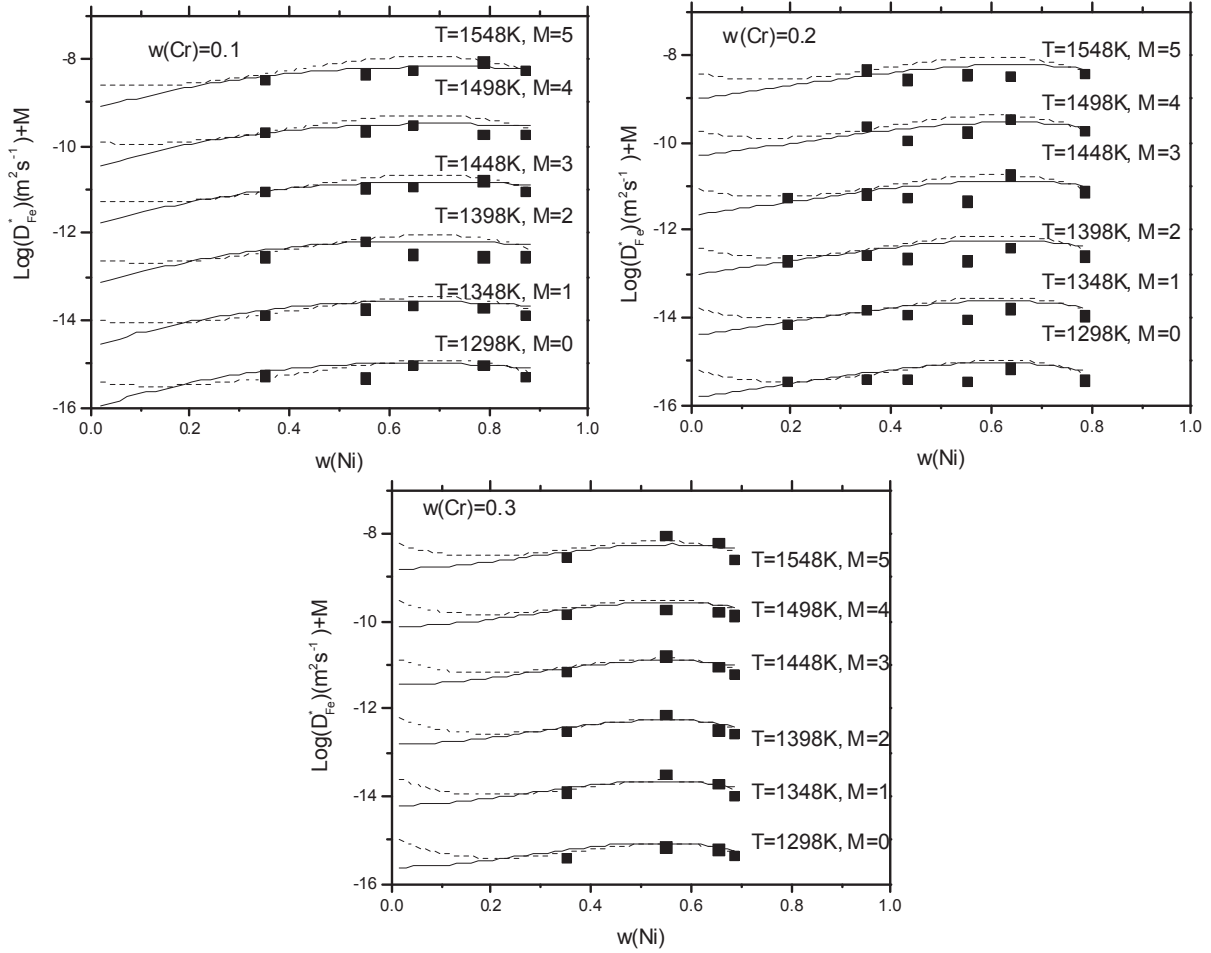 w(Cr)=0.1
T=1548K, M=5
T=1498K, M=4
T=1448K, M=3
T=1398K, M=2
T=1348K, M=1
T=1298K, M=0
-8
-10
-12
-14
-16
0.0 0.2 0.4 0.6 0.8 1.0
w(Ni)
Log(D*Fe)(m²s⁻¹)+M
w(Cr)=0.2
T=1548K, M=5
T=1498K, M=4
T=1448K, M=3
T=1398K, M=2
T=1348K, M=1
T=1298K, M=0
-8
-10
-12
-14
-16
0.0 0.2 0.4 0.6 0.8 1.0
w(Ni)
Log(D*Fe)(m²s⁻¹)+M
w(Cr)=0.3
T=1548K, M=5
T=1498K, M=4
T=1448K, M=3
T=1398K, M=2
T=1348K, M=1
T=1298K, M=0
-8
-10
-12
-14
-16
0.0 0.2 0.4 0.6 0.8 1.0
w(Ni)
Log(D*Fe)(m²s⁻¹)+M